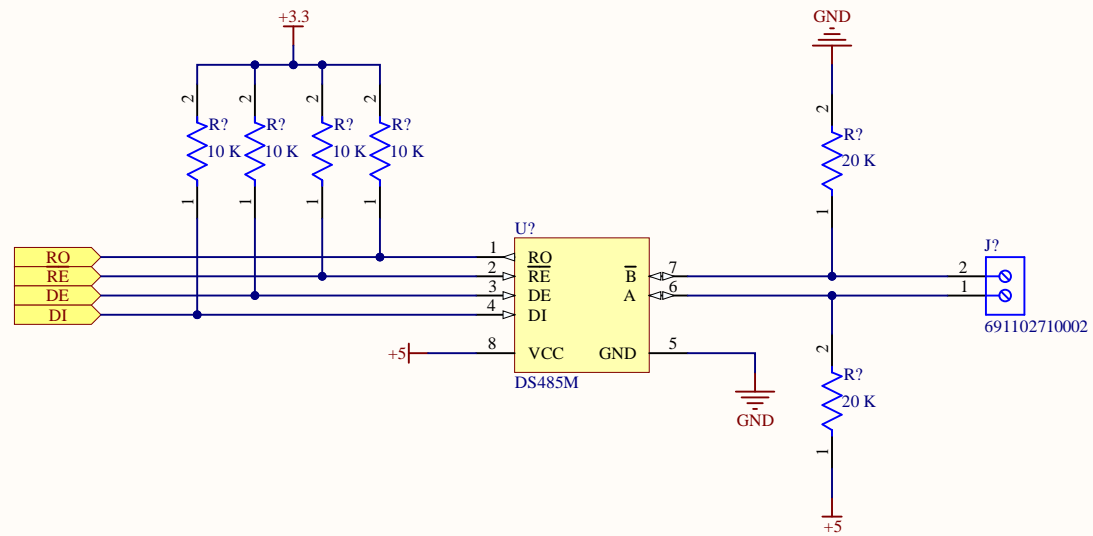 +3.3
GND
2 2 2 2 2
R? R? R? R? R?
10 K 10 K 10 K 10 K 20 K
1 1 1 1 1
U? J?
RO 1 RO
RE 2 RE B 7 2
DE 3 DE A 6 1
DI 4 DI 691102710002
+5 8 VCC GND 5
DS485M
GND
2
R?
20 K
1
+5